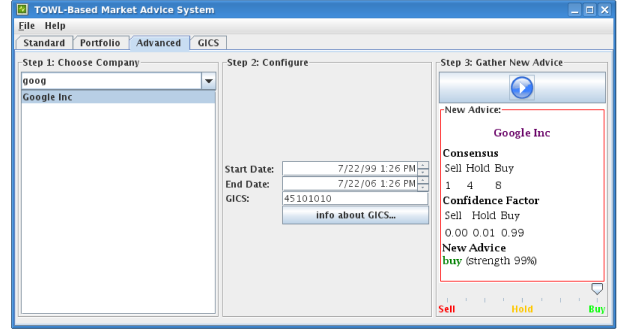 TOWL-Based Market Advice System
File Help
Standard Portfolio Advanced GICS
Step 1: Choose Company
goog
Google Inc
Step 2: Configure
Start Date: 7/22/99 1:26 PM
End Date: 7/22/06 1:26 PM
GICS: 45101010
info about GICS...
Step 3: Gather New Advice
New Advice:
Google Inc
Consensus
Sell Hold Buy
1 4 8
Confidence Factor
Sell Hold Buy
0.00 0.01 0.99
New Advice
buy (strength 99%)
Sell Hold Buy